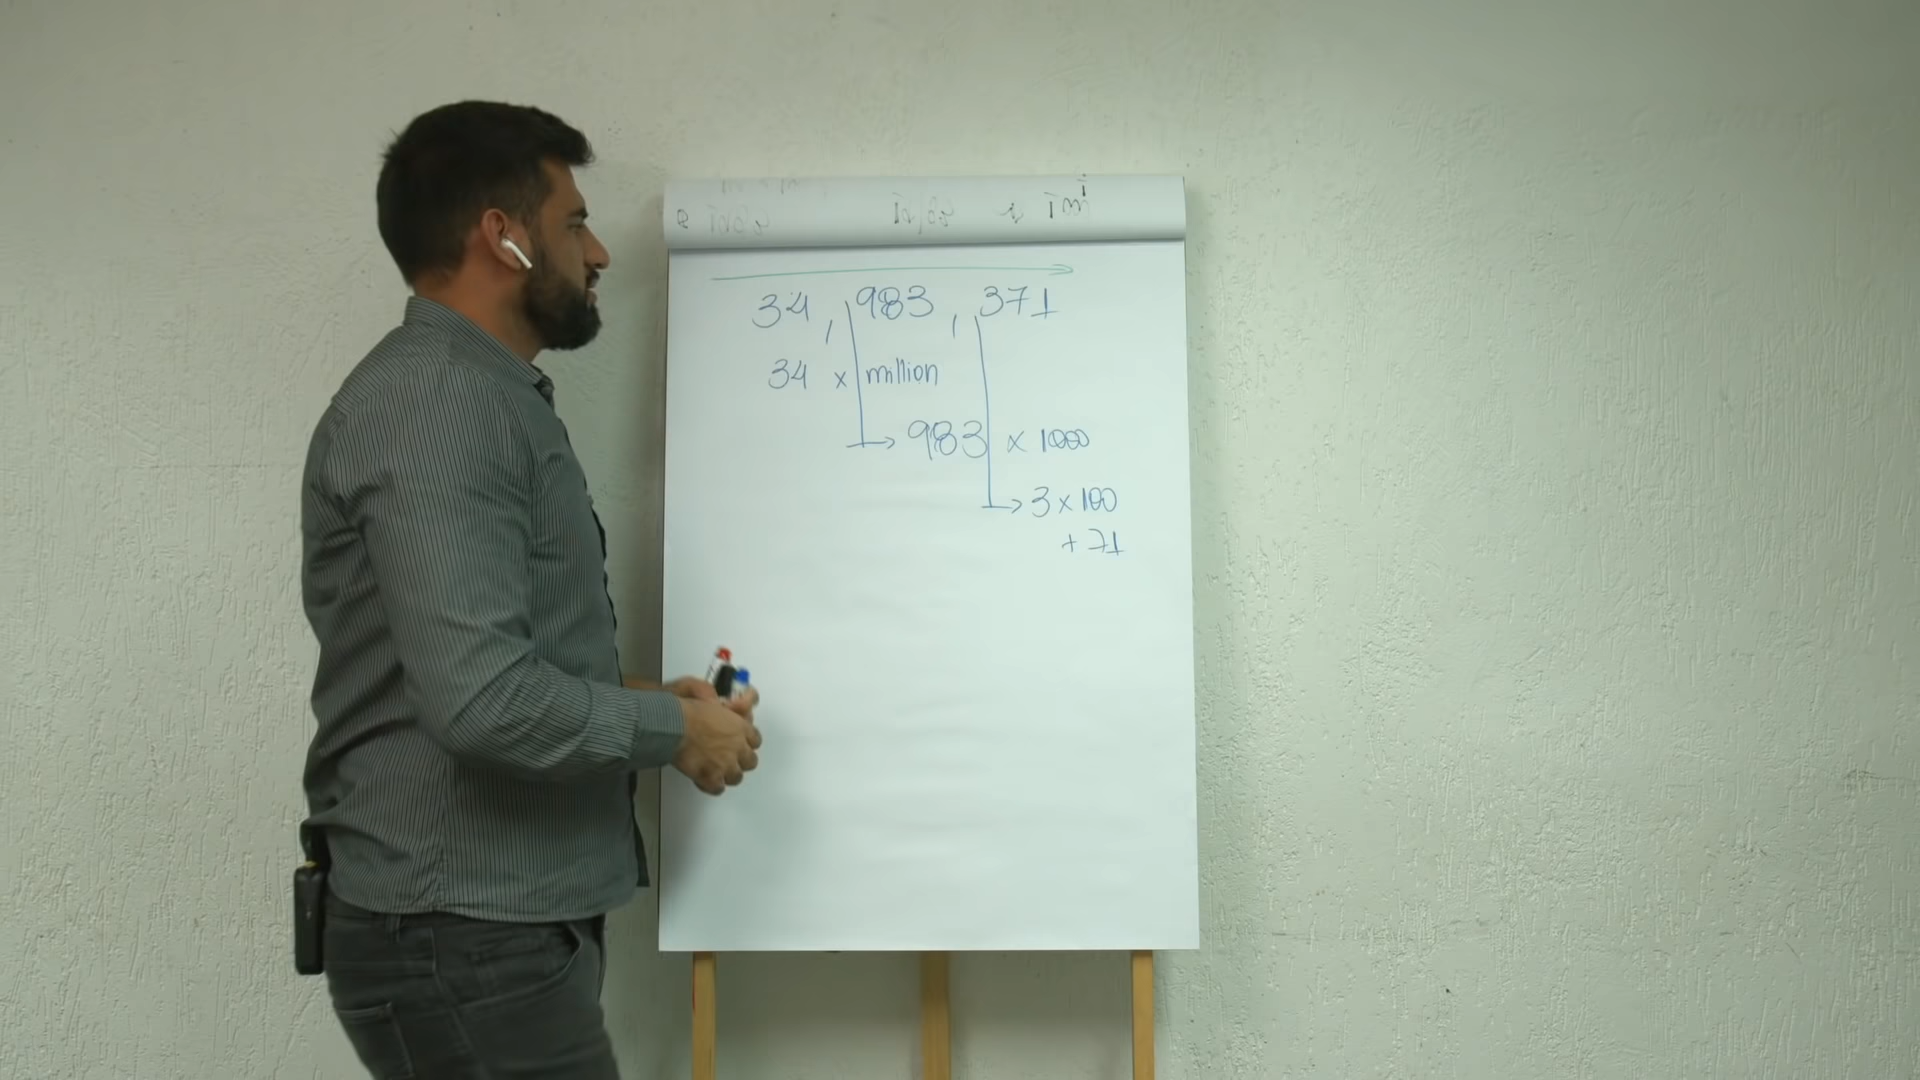 34, 983, 371
34 x million
983 x 1000
3 x 100
+ 71